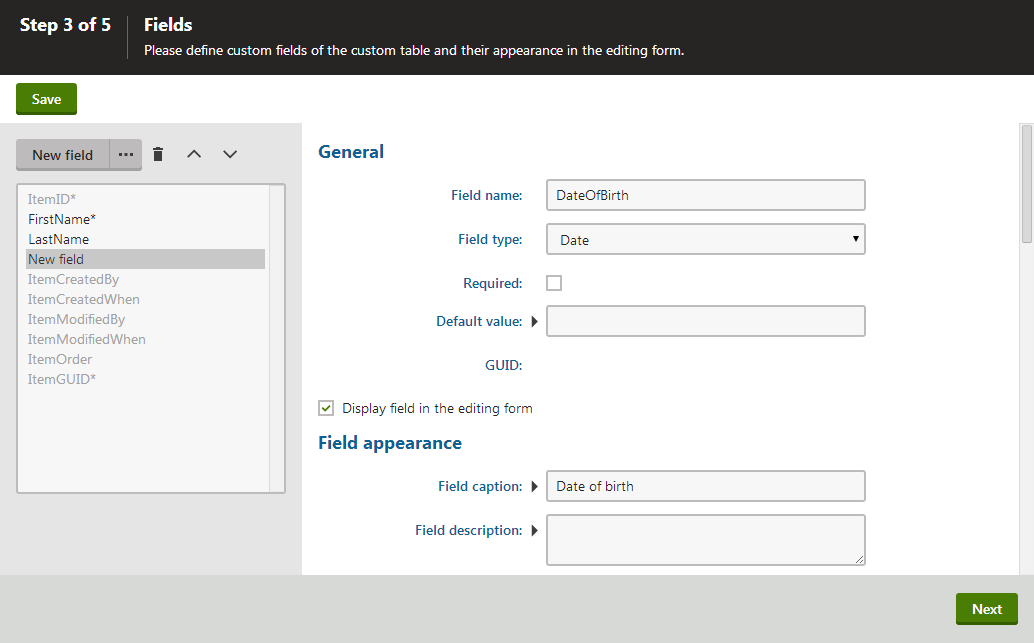 Step 3 of 5
Fields
Please define custom fields of the custom table and their appearance in the editing form.
Save
New field
ItemID*
FirstName*
LastName
New field
ItemCreatedBy
ItemCreatedWhen
ItemModifiedBy
ItemModifiedWhen
ItemOrder
ItemGUID*
General
Field name: DateOfBirth
Field type: Date
Required:
Default value:
GUID:
Display field in the editing form
Field appearance
Field caption: Date of birth
Field description:
Next